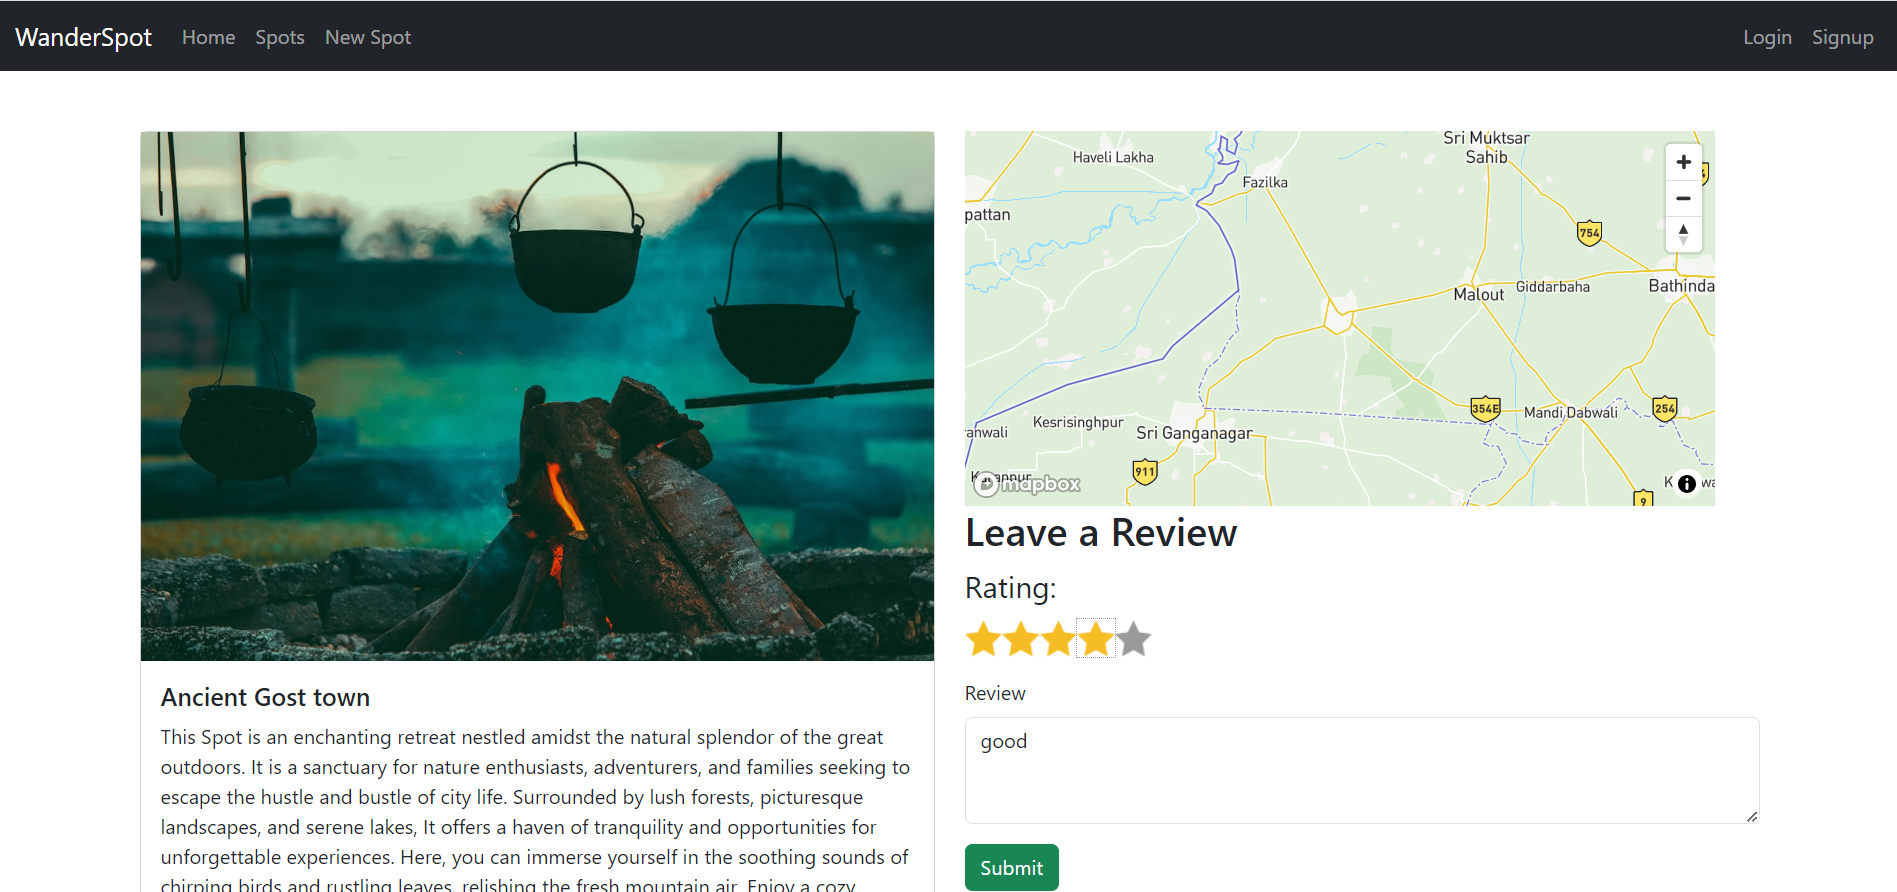 WanderSpot Home Spots New Spot Login Signup
Sri Muktsar
Sahib
Haveli Lakha
Fazilka
pattan
754
Malout
Giddarbaha
Bathinda
354E
Mandi Dabwali
254
Kesrisinghpur
Sri Ganganagar
ranwali
911
mapbox
9
Leave a Review
Rating:
Review
good
Submit
Ancient Gost town
This Spot is an enchanting retreat nestled amidst the natural splendor of the great
outdoors. It is a sanctuary for nature enthusiasts, adventurers, and families seeking to
escape the hustle and bustle of city life. Surrounded by lush forests, picturesque
landscapes, and serene lakes, It offers a haven of tranquility and opportunities for
unforgettable experiences. Here, you can immerse yourself in the soothing sounds of
chirping birds and rustling leaves, relishing the fresh mountain air. Enjoy a cozy